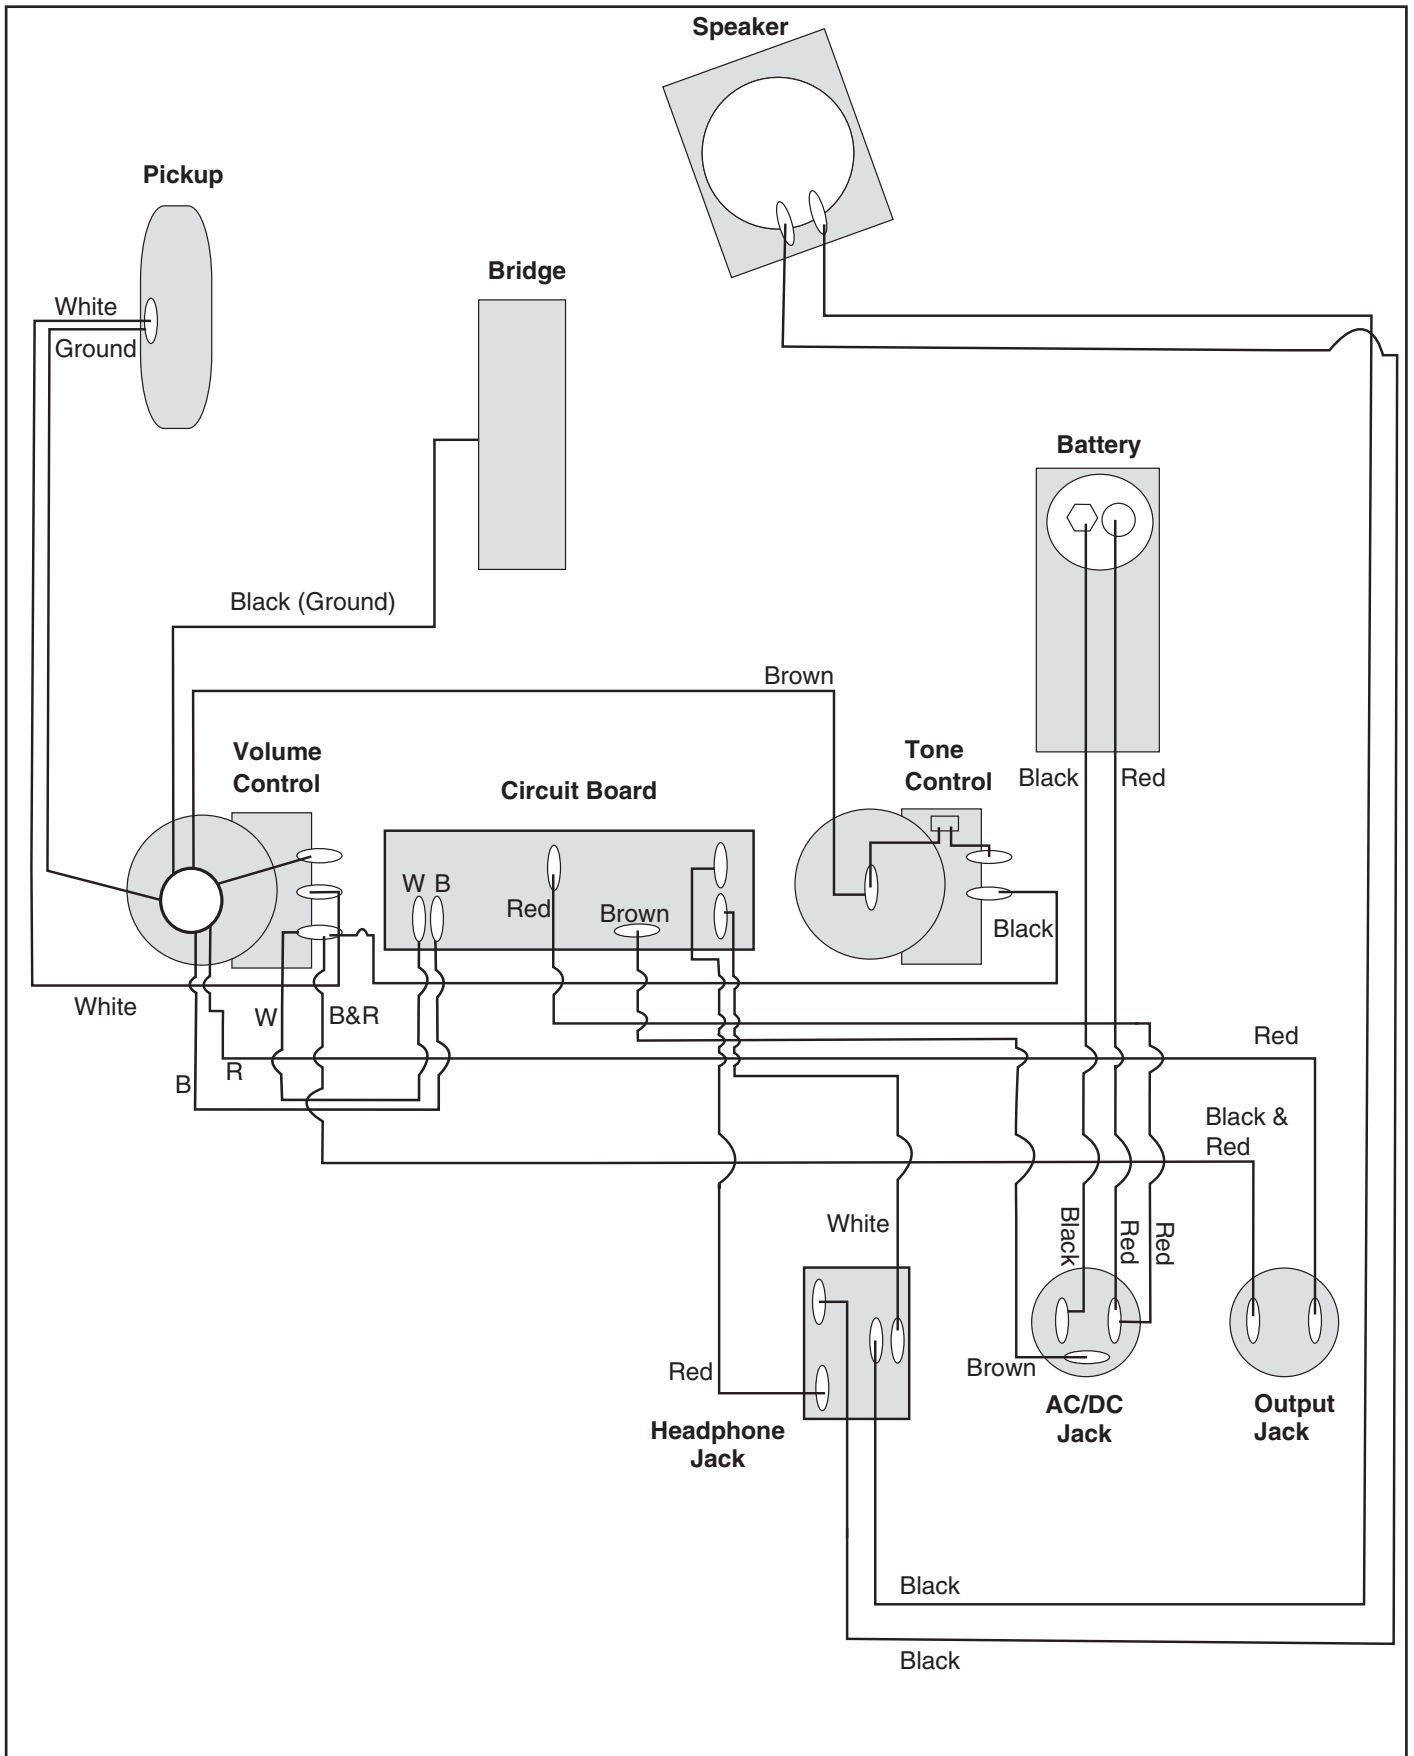 Speaker
Pickup
Bridge
White
Ground
Battery
Black (Ground)
Brown
Volume
Control
Tone
Control
Black
Red
Circuit Board
W B
Red
Brown
Black
White
W
B&R
Red
R
B
Black &
Red
White
Black
Red
Red
Red
Brown
AC/DC
Jack
Output
Jack
Headphone
Jack
Black
Black